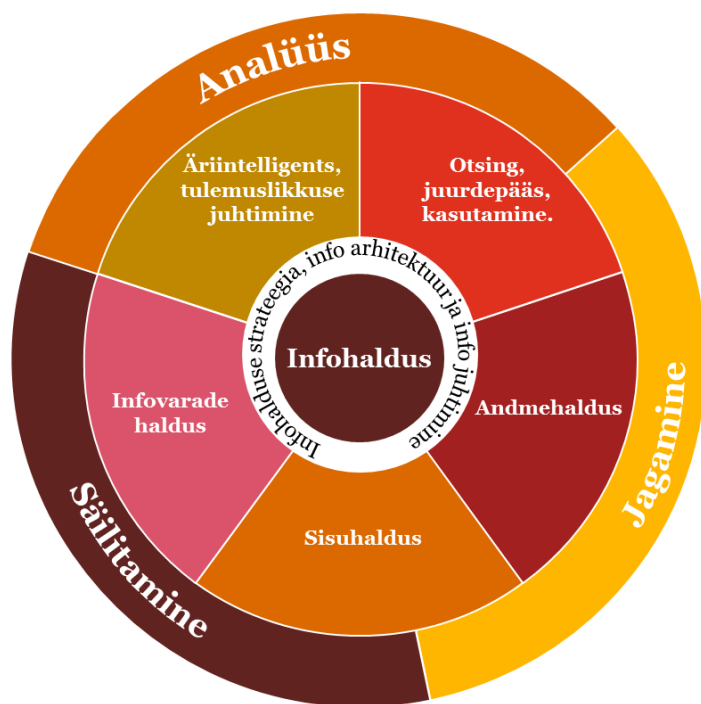 Analüüs
Äriintelligents,
tulemuslikkuse
juhtimine
Otsing,
juurdepääs,
kasutamine.
Infohalduse strateegia, info arhitektuur ja info juhtimine
Infohaldus
Infovarade
haldus
Andmehaldus
Jagamine
Sisuhaldus
Säilitamine